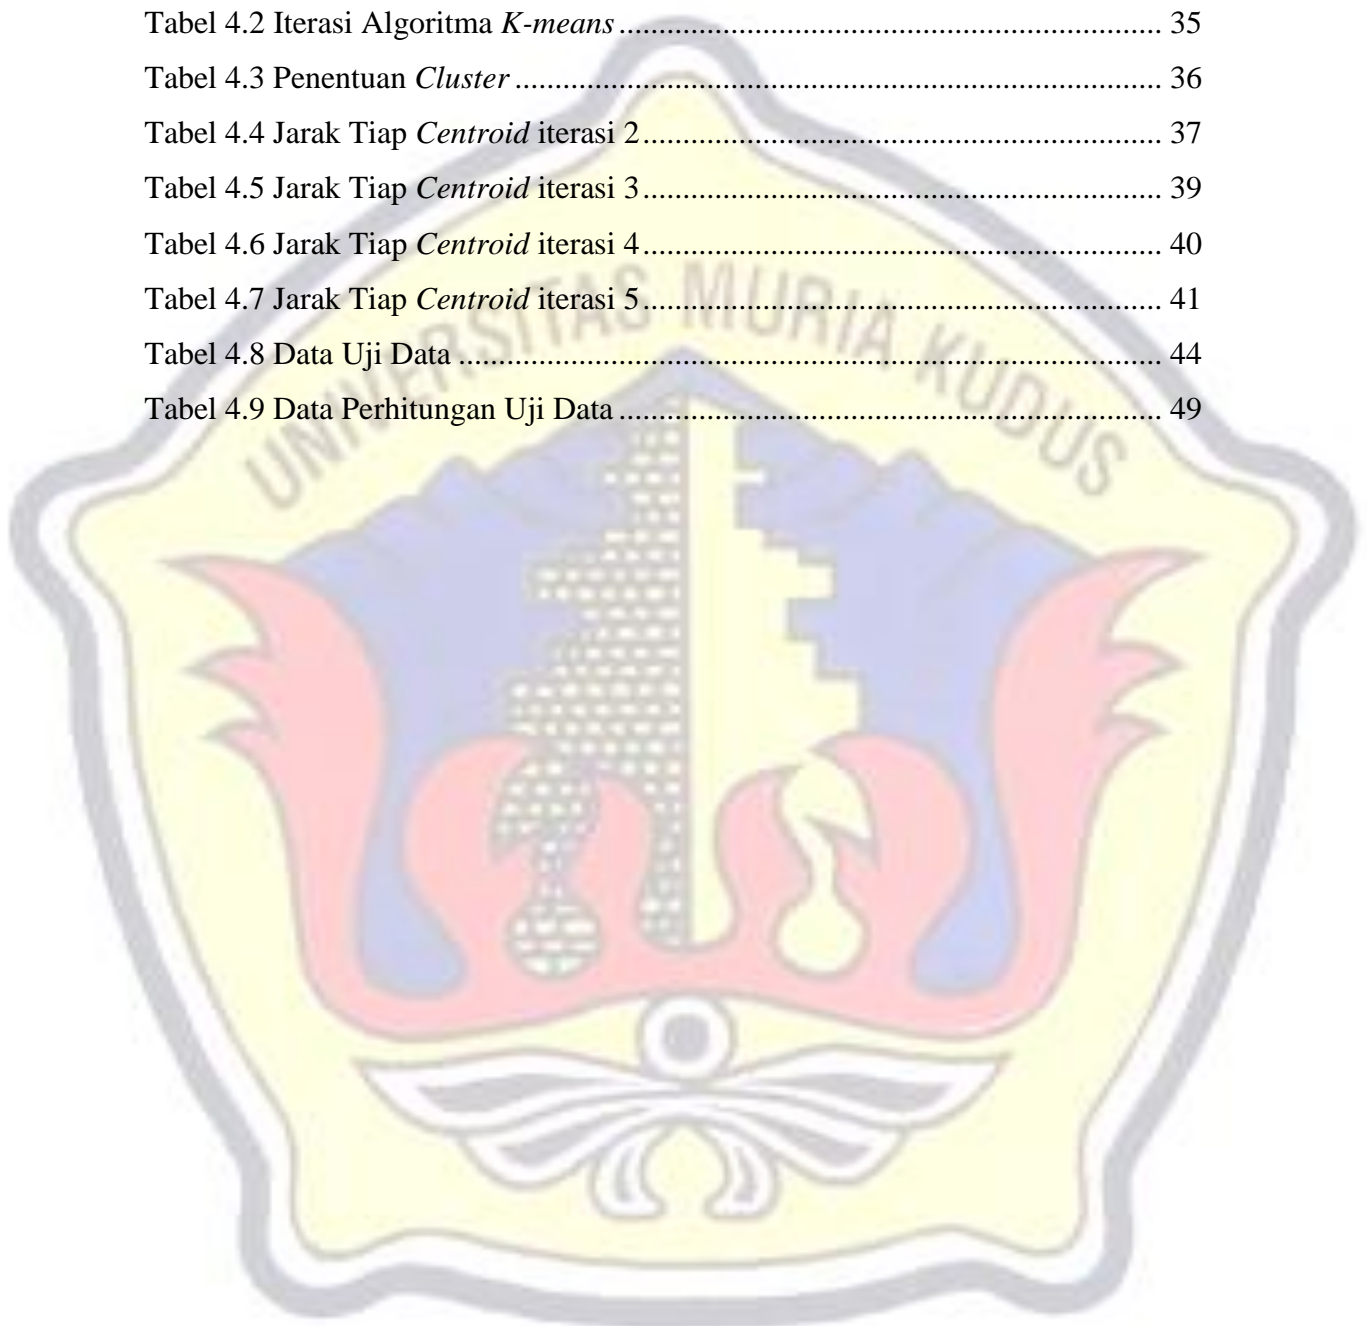 Tabel 4.2 Iterasi Algoritma K-means ........................................................................ 35
Tabel 4.3 Penentuan Cluster ........................................................................ 36
Tabel 4.4 Jarak Tiap Centroid iterasi 2 ........................................................................ 37
Tabel 4.5 Jarak Tiap Centroid iterasi 3 ........................................................................ 39
Tabel 4.6 Jarak Tiap Centroid iterasi 4 ........................................................................ 40
Tabel 4.7 Jarak Tiap Centroid iterasi 5 ........................................................................ 41
Tabel 4.8 Data Uji Data ........................................................................ 44
Tabel 4.9 Data Perhitungan Uji Data ........................................................................ 49
UNIVERSITAS MURIA KUDUS